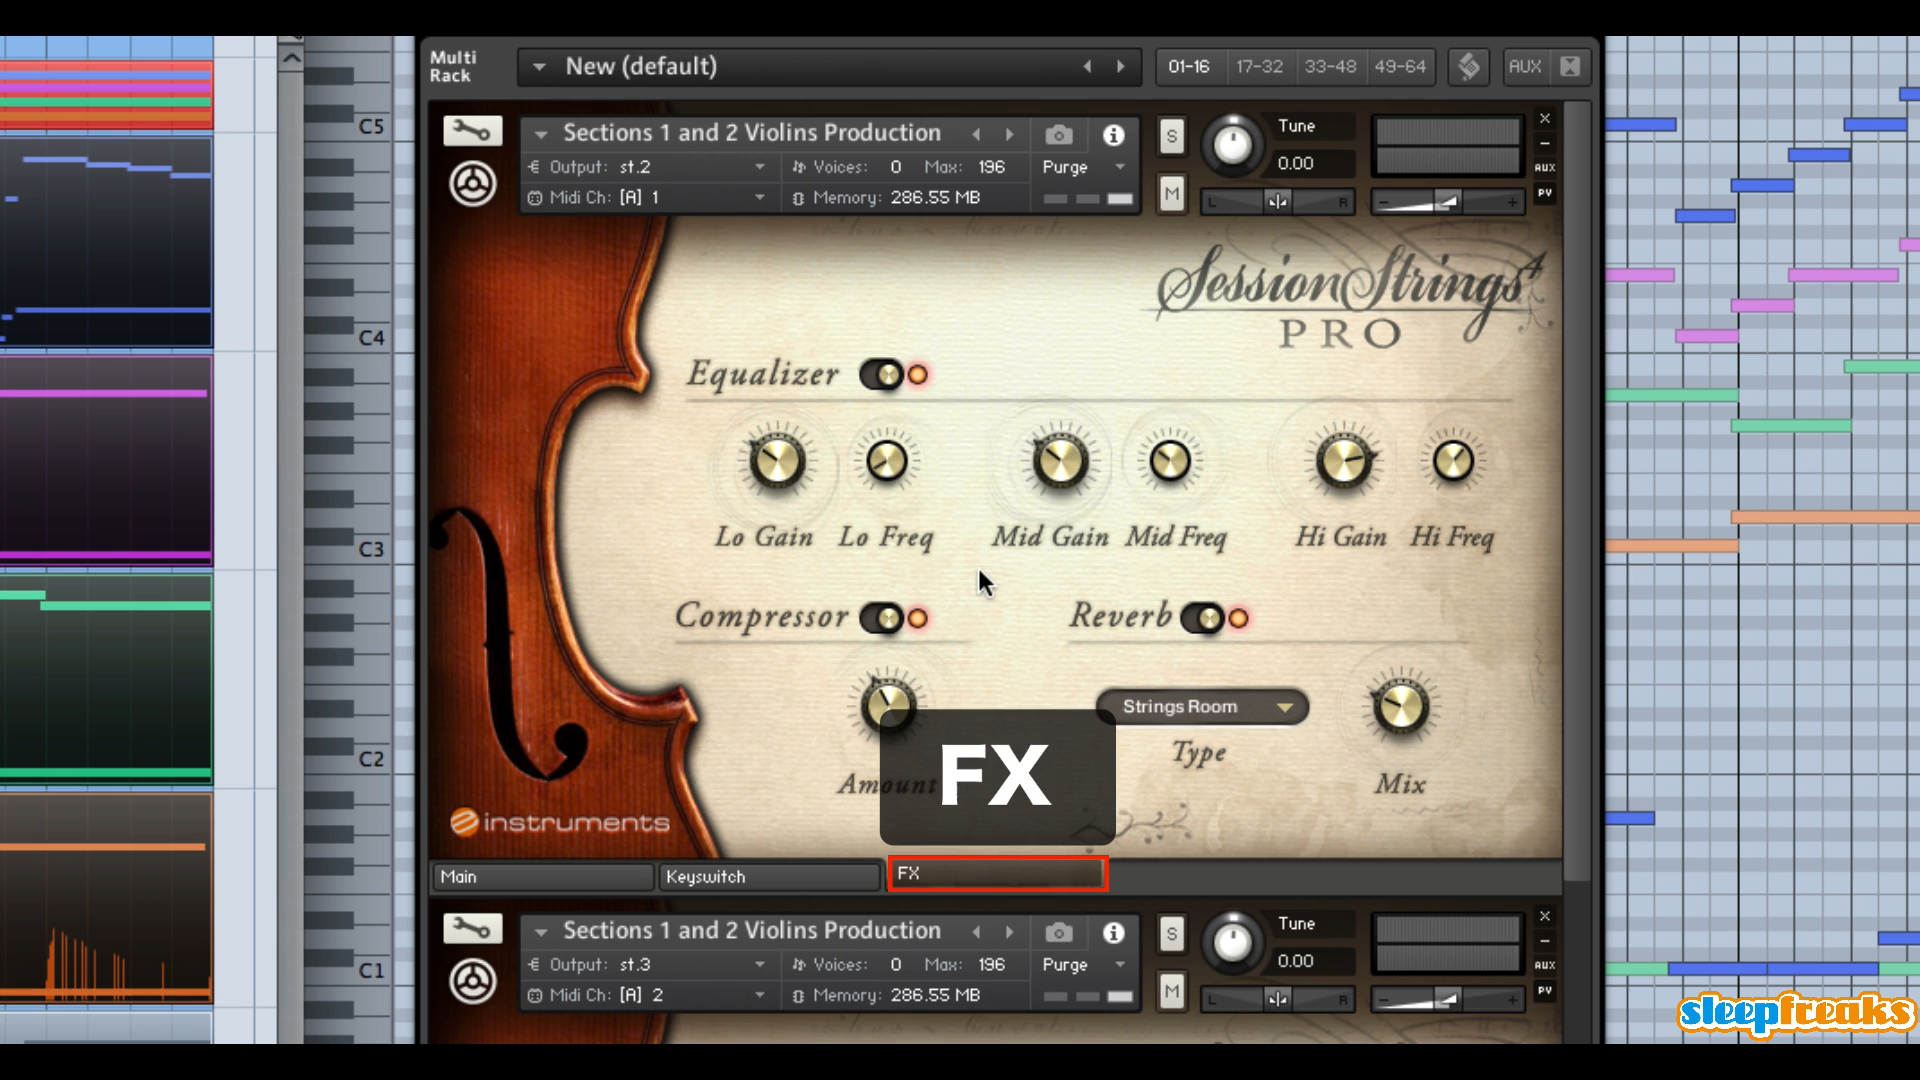 Multi
Rack
New (default)
01-16
17-32
33-48
49-64
AUX
Sections 1 and 2 Violins Production
S
Tune
0.00
Output: st.2
Voices: 0 Max: 196
Purge
Midi Ch: [A] 1
Memory: 286.55 MB
M
L
R
−
+
X
−
AUX
PV
C5
C4
C3
C2
C1
Session Strings
PRO
Equalizer
Lo Gain
Lo Freq
Mid Gain
Mid Freq
Hi Gain
Hi Freq
Compressor
Reverb
Strings Room
Amount
Type
Mix
FX
e instruments
Main
Keyswitch
FX
Sections 1 and 2 Violins Production
S
Tune
0.00
Output: st.3
Voices: 0 Max: 196
Purge
Midi Ch: [A] 2
Memory: 286.55 MB
M
L
R
−
+
X
−
AUX
PV
sleepfreaks